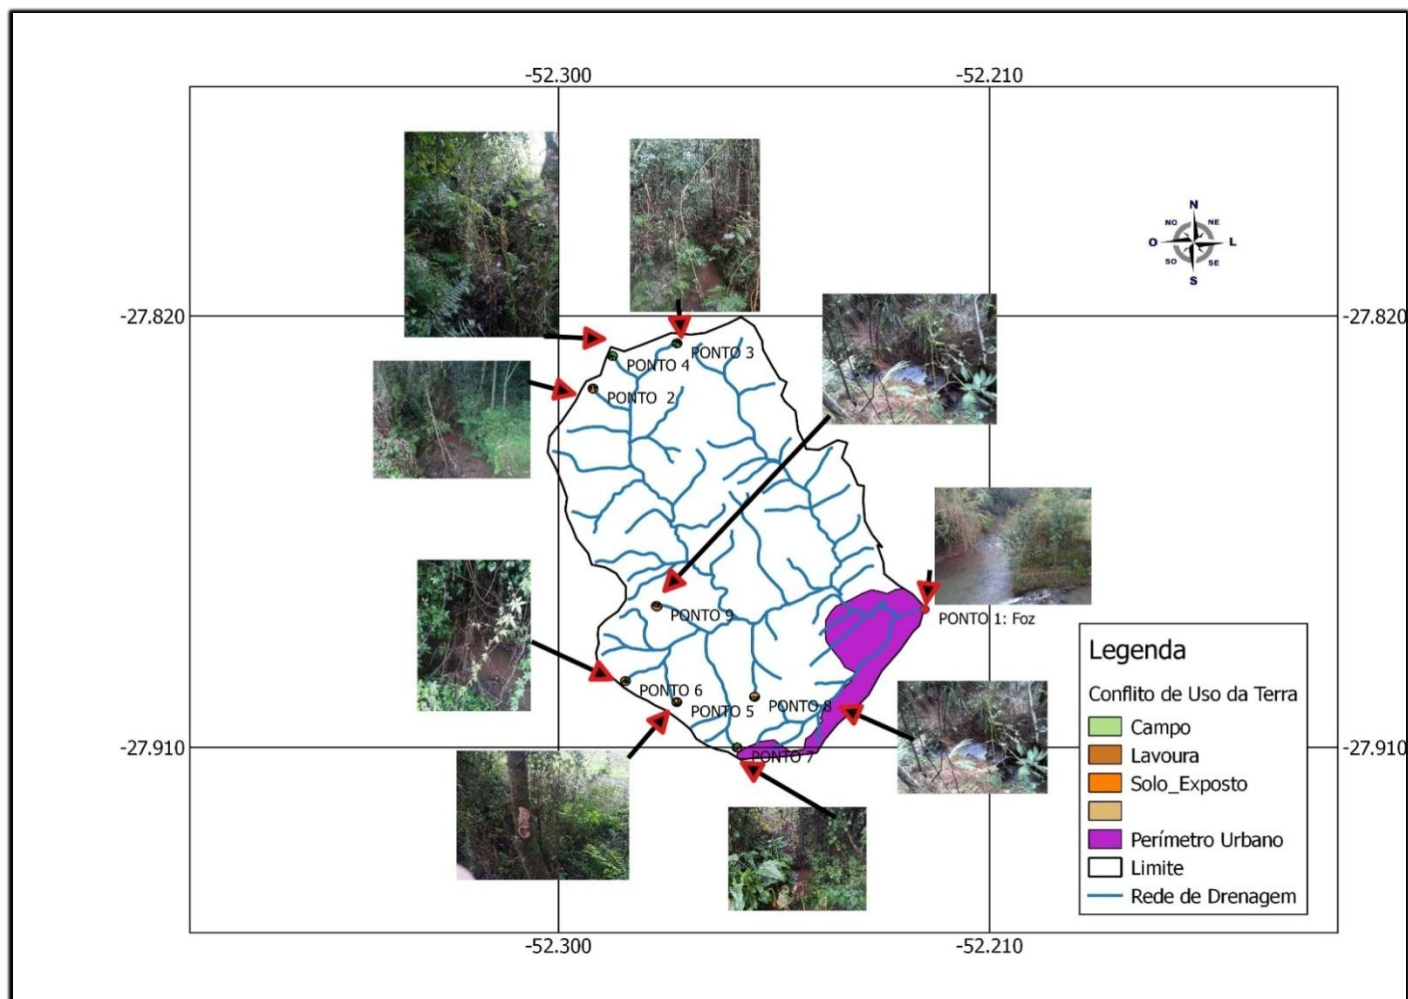 -52.300
-52.210
N
NO
NE
O
L
SO
SE
S
-27.820
-27.820
PONTO 3
PONTO 4
PONTO  2
PONTO 9
PONTO 1: Foz
PONTO 6
PONTO 5
PONTO 8
PONTO 7
-27.910
-27.910
Legenda
Conflito de Uso da Terra
Campo
Lavoura
Solo_Exposto
Perímetro Urbano
Limite
Rede de Drenagem
-52.300
-52.210